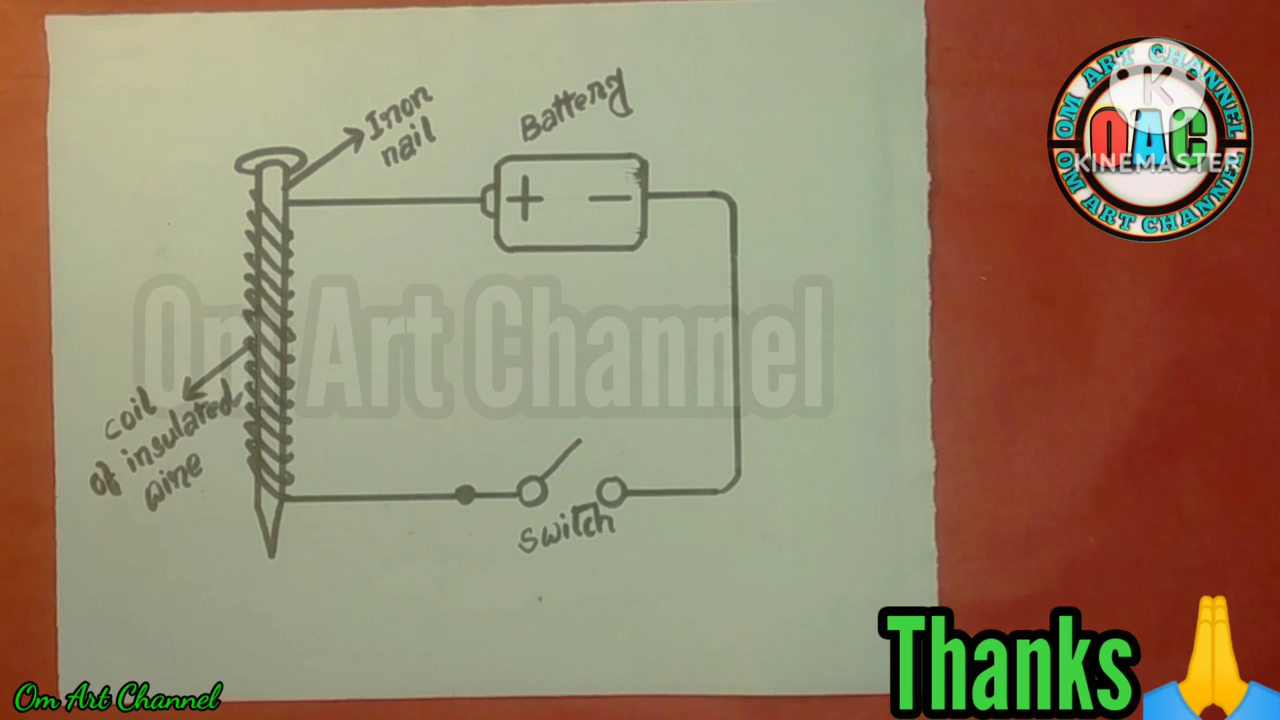 Battery
Iron
nail
+ −
Om Art Channel
coil
of insulated
wire
switch
OM ART CHANNEL
K
OAC
KINEMASTER
OM ART CHANNEL
Thanks
Om Art Channel